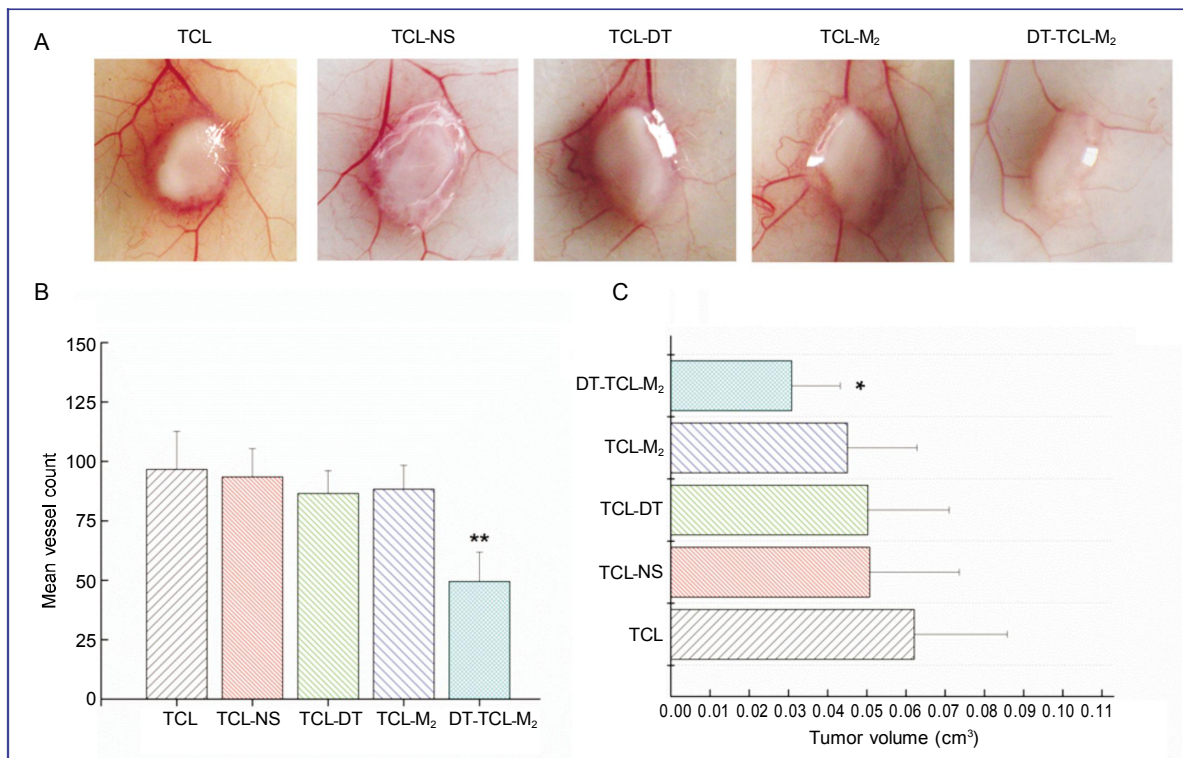 A
TCL
TCL-NS
TCL-DT
TCL-M₂
DT-TCL-M₂
B
150
125
100
75
50
25
0
Mean vessel count
**
TCL
TCL-NS
TCL-DT
TCL-M₂
DT-TCL-M₂
C
DT-TCL-M₂
*
TCL-M₂
TCL-DT
TCL-NS
TCL
0.00 0.01 0.02 0.03 0.04 0.05 0.06 0.07 0.08 0.09 0.10 0.11
Tumor volume (cm³)